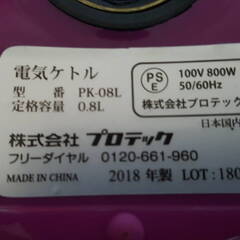 電気ケトル
型 番 PK-08L
定格容量 0.8L
PS
E
100V 800W
50/60Hz
株式会社プロテック
日本国内
株式会社 プロテック
フリーダイヤル 0120-661-960
MADE IN CHINA 2018 年製 LOT : 180